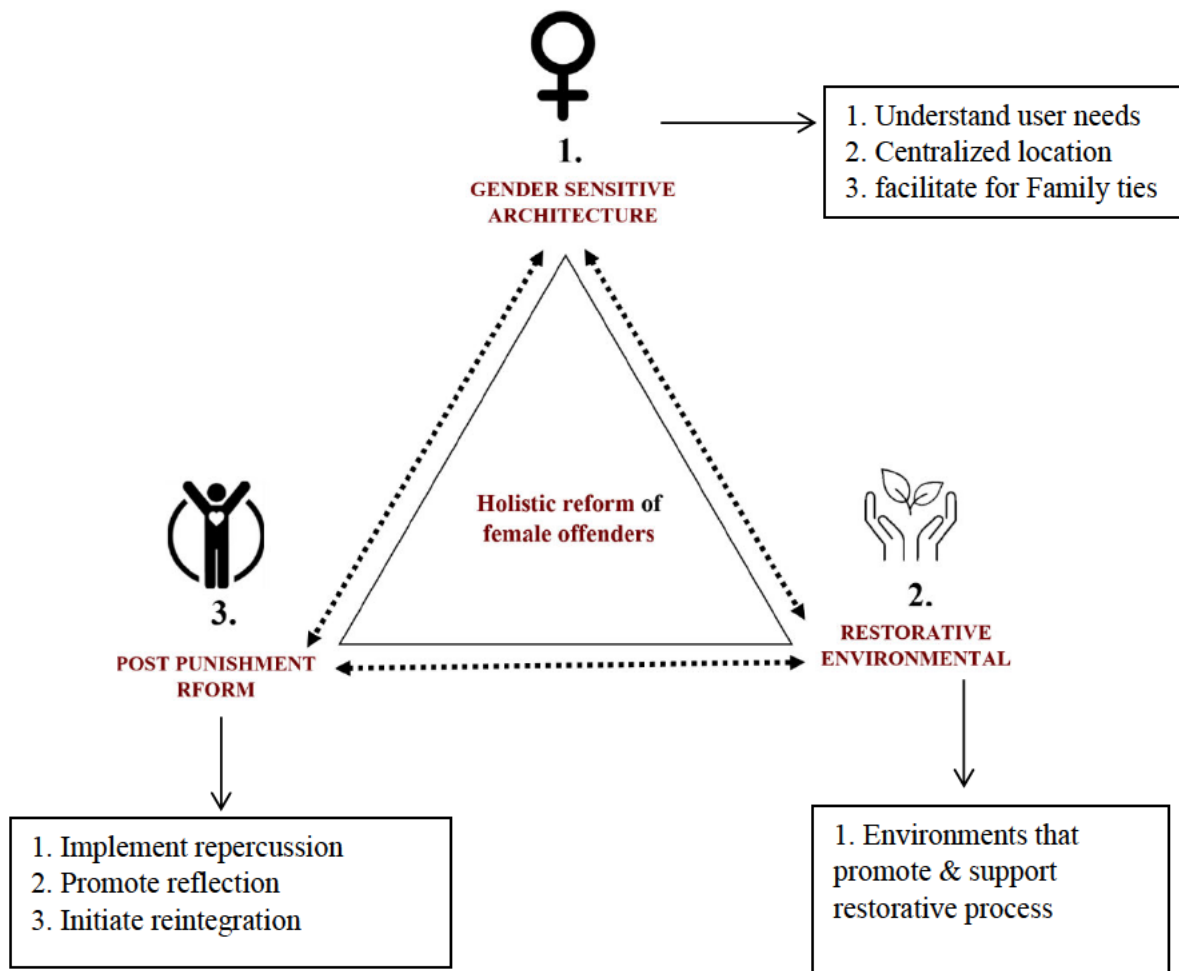 1.
GENDER SENSITIVE
ARCHITECTURE
1. Understand user needs
2. Centralized location
3. facilitate for Family ties
Holistic reform of
female offenders
3.
POST PUNISHMENT
RFORM
2.
RESTORATIVE
ENVIRONMENTAL
1. Implement repercussion
2. Promote reflection
3. Initiate reintegration
1. Environments that
promote & support
restorative process